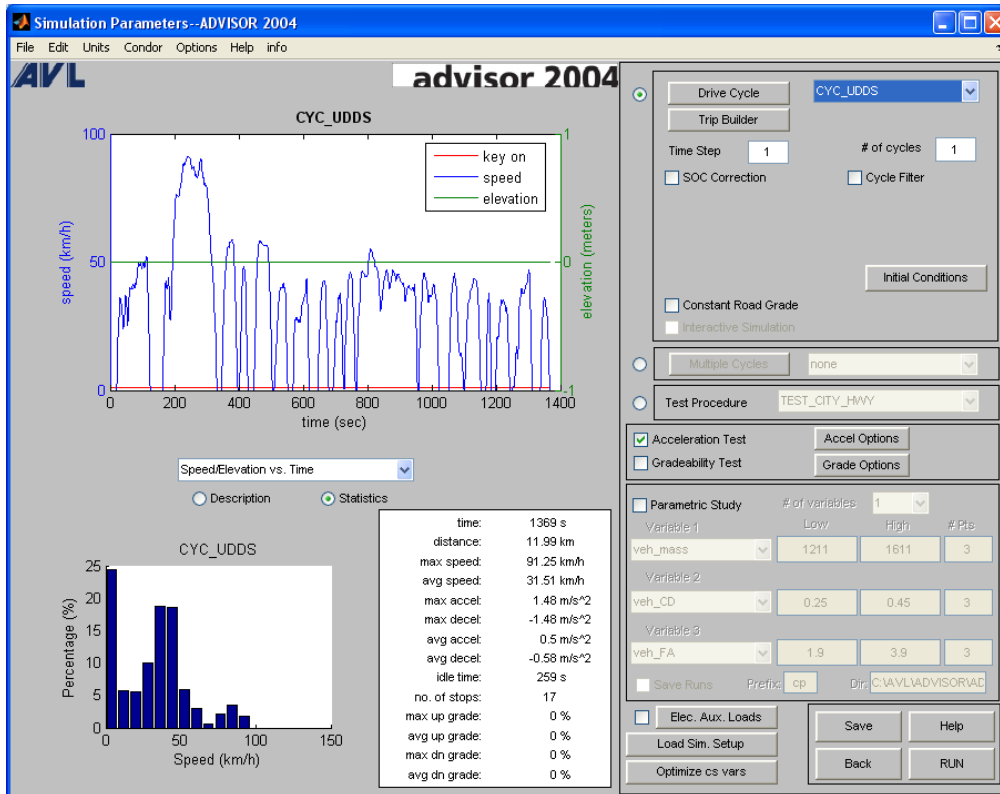 Simulation Parameters--ADVISOR 2004
File Edit Units Condor Options Help info
AVL
advisor 2004
CYC_UDDS
100
50
0
speed (km/h)
key on
speed
elevation
1
0
-1
elevation (meters)
0 200 400 600 800 1000 1200 1400
time (sec)
Speed/Elevation vs. Time
Description
Statistics
CYC_UDDS
25
20
15
10
5
0
Percentage (%)
0 50 100 150
Speed (km/h)
time: 1369 s
distance: 11.99 km
max speed: 91.25 km/h
avg speed: 31.51 km/h
max accel: 1.48 m/s^2
max decel: -1.48 m/s^2
avg accel: 0.5 m/s^2
avg decel: -0.58 m/s^2
idle time: 259 s
no. of stops: 17
max up grade: 0 %
avg up grade: 0 %
max dn grade: 0 %
avg dn grade: 0 %
Drive Cycle
CYC_UDDS
Trip Builder
Time Step 1
# of cycles 1
SOC Correction
Cycle Filter
Initial Conditions
Constant Road Grade
Interactive Simulation
Multiple Cycles none
Test Procedure TEST_CITY_HWY
Acceleration Test Accel Options
Gradeability Test Grade Options
Parametric Study # of variables 1
Variable 1 Low High # Pts
veh_mass 1211 1611 3
Variable 2
veh_CD 0.25 0.45 3
Variable 3
veh_FA 1.9 3.9 3
Save Runs Prefix: cp Dir: C:\AVL\ADVISOR\AD
Elec. Aux. Loads
Load Sim. Setup
Optimize cs vars
Save Help
Back RUN